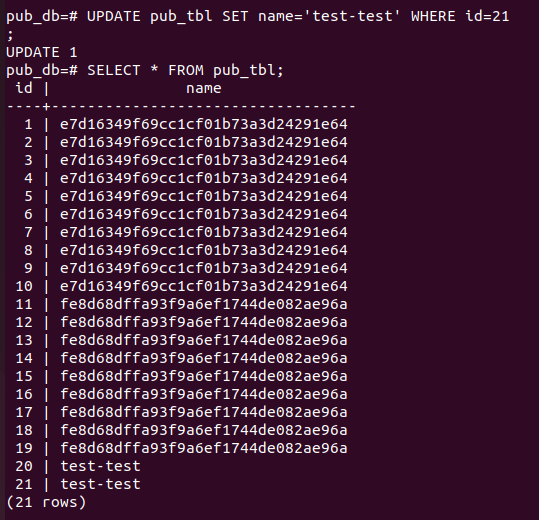 pub_db=# UPDATE pub_tbl SET name='test-test' WHERE id=21
;
UPDATE 1
pub_db=# SELECT * FROM pub_tbl;
 id |               name
----+----------------------------------
  1 | e7d16349f69cc1cf01b73a3d24291e64
  2 | e7d16349f69cc1cf01b73a3d24291e64
  3 | e7d16349f69cc1cf01b73a3d24291e64
  4 | e7d16349f69cc1cf01b73a3d24291e64
  5 | e7d16349f69cc1cf01b73a3d24291e64
  6 | e7d16349f69cc1cf01b73a3d24291e64
  7 | e7d16349f69cc1cf01b73a3d24291e64
  8 | e7d16349f69cc1cf01b73a3d24291e64
  9 | e7d16349f69cc1cf01b73a3d24291e64
 10 | e7d16349f69cc1cf01b73a3d24291e64
 11 | fe8d68dffa93f9a6ef1744de082ae96a
 12 | fe8d68dffa93f9a6ef1744de082ae96a
 13 | fe8d68dffa93f9a6ef1744de082ae96a
 14 | fe8d68dffa93f9a6ef1744de082ae96a
 15 | fe8d68dffa93f9a6ef1744de082ae96a
 16 | fe8d68dffa93f9a6ef1744de082ae96a
 17 | fe8d68dffa93f9a6ef1744de082ae96a
 18 | fe8d68dffa93f9a6ef1744de082ae96a
 19 | fe8d68dffa93f9a6ef1744de082ae96a
 20 | test-test
 21 | test-test
(21 rows)